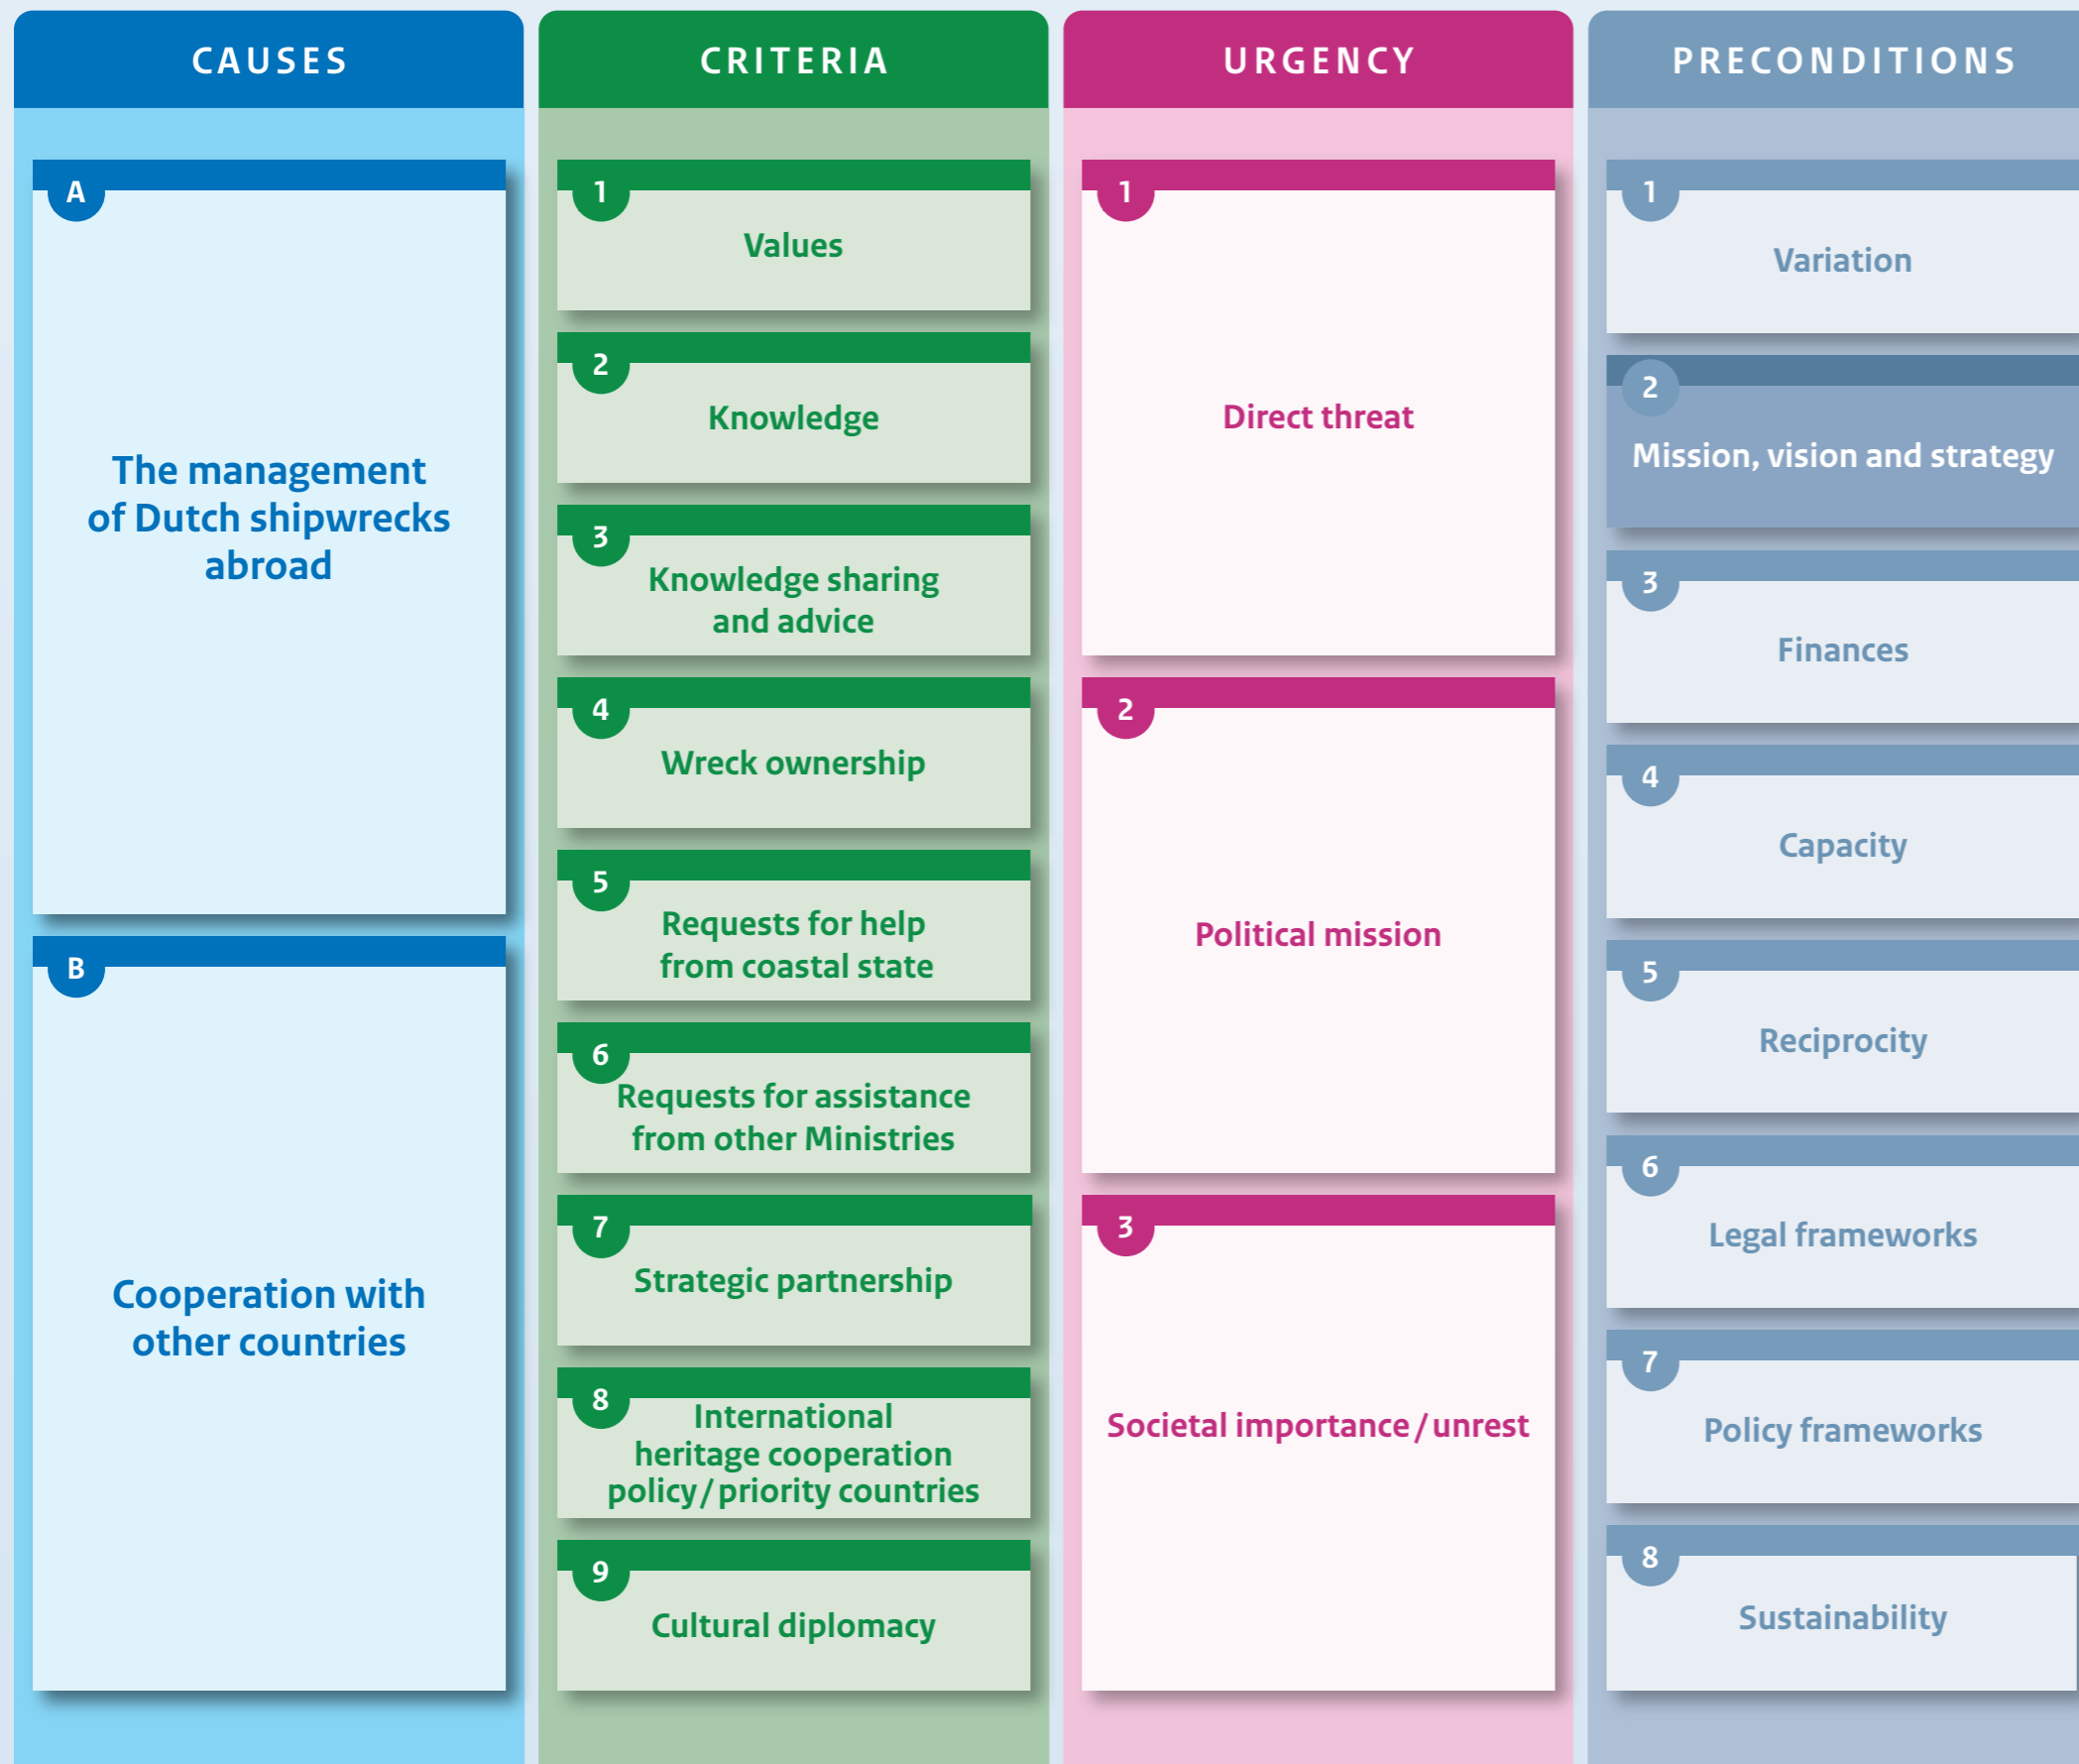 CAUSES
A
The management
of Dutch shipwrecks
abroad
B
Cooperation with
other countries
CRITERIA
1
Values
2
Knowledge
3
Knowledge sharing
and advice
4
Wreck ownership
5
Requests for help
from coastal state
6
Requests for assistance
from other Ministries
7
Strategic partnership
8
International
heritage cooperation
policy/priority countries
9
Cultural diplomacy
URGENCY
1
Direct threat
2
Political mission
3
Societal importance/unrest
PRECONDITIONS
1
Variation
2
Mission, vision and strategy
3
Finances
4
Capacity
5
Reciprocity
6
Legal frameworks
7
Policy frameworks
8
Sustainability